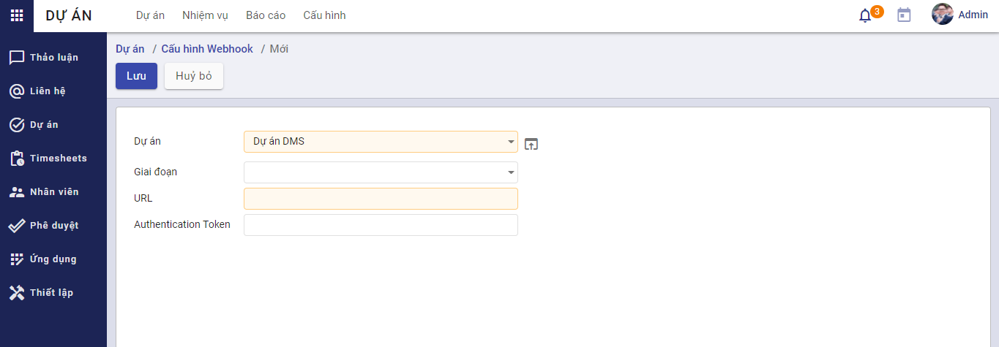 DỰ ÁN
Dự án Nhiệm vụ Báo cáo Cấu hình
3
Admin
Thảo luận
Liên hệ
Dự án
Timesheets
Nhân viên
Phê duyệt
Ứng dụng
Thiết lập
Dự án / Cấu hình Webhook / Mới
Lưu Huỷ bỏ
Dự án Dự án DMS
Giai đoạn
URL
Authentication Token